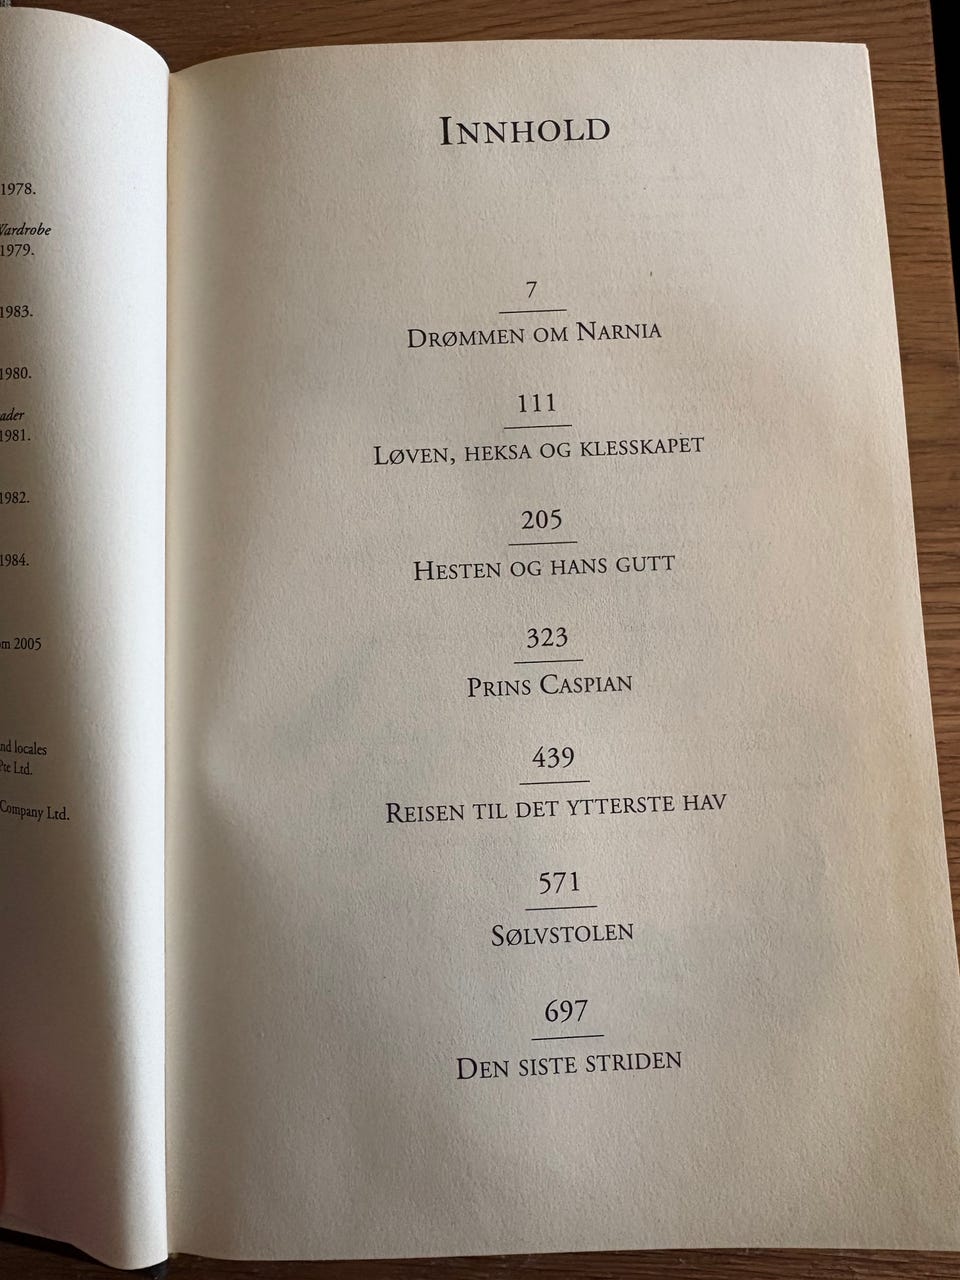 1978.
Wardrobe
1979.
1983.
1980.
ader
1981.
1982.
1984.
m 2005
nd locales
Pte Ltd.
Company Ltd.
INNHOLD
7
DRØMMEN OM NARNIA
111
LØVEN, HEKSA OG KLESSKAPET
205
HESTEN OG HANS GUTT
323
PRINS CASPIAN
439
REISEN TIL DET YTTERSTE HAV
571
SØLVSTOLEN
697
DEN SISTE STRIDEN